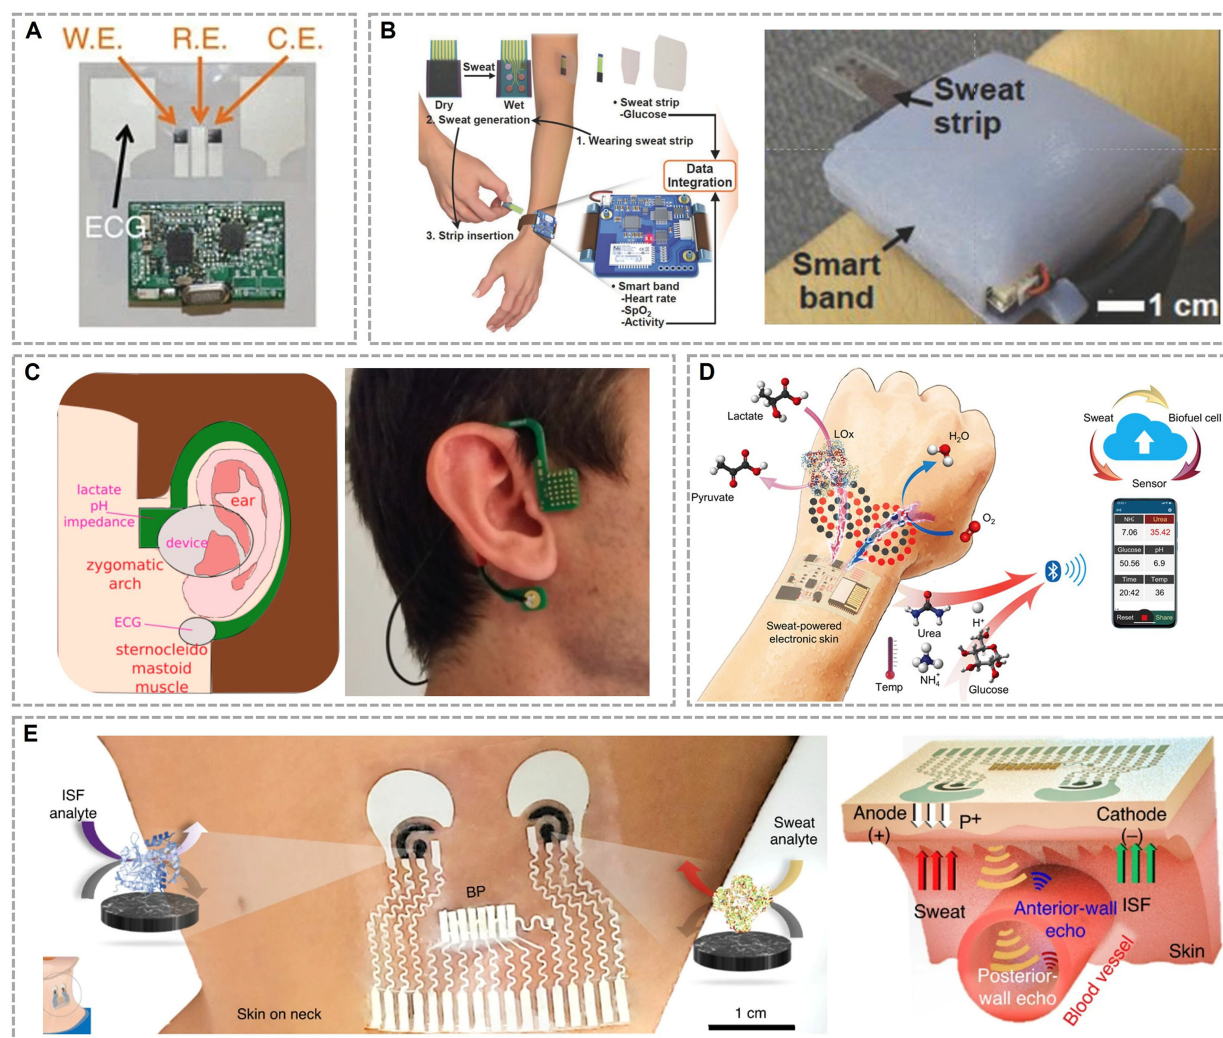 A
W.E. R.E. C.E.
ECG
B
Sweat
Dry Wet
2. Sweat generation
1. Wearing sweat strip
3. Strip insertion
• Sweat strip
-Glucose
Data
Integration
• Smart band
-Heart rate
-SpO2
-Activity
Sweat
strip
Smart
band
1 cm
C
lactate
pH
impedance
ear
device
zygomatic
arch
ECG
sternocleido
mastoid
muscle
D
Lactate
LOx
H2O
Pyruvate
O2
Sweat-powered
electronic skin
Urea
H+
Temp
NH4+
Glucose
Sweat Biofuel cell
Sensor
Urea
7.06 35.42
Glucose pH
50.56 6.9
Time Temp
20:42 36
Reset Share
E
ISF
analyte
BP
Sweat
analyte
Skin on neck
1 cm
Anode
(+)
P+
Cathode
(–)
Sweat
Anterior-wall
echo
ISF
Posterior-
wall echo
Blood vessel
Skin